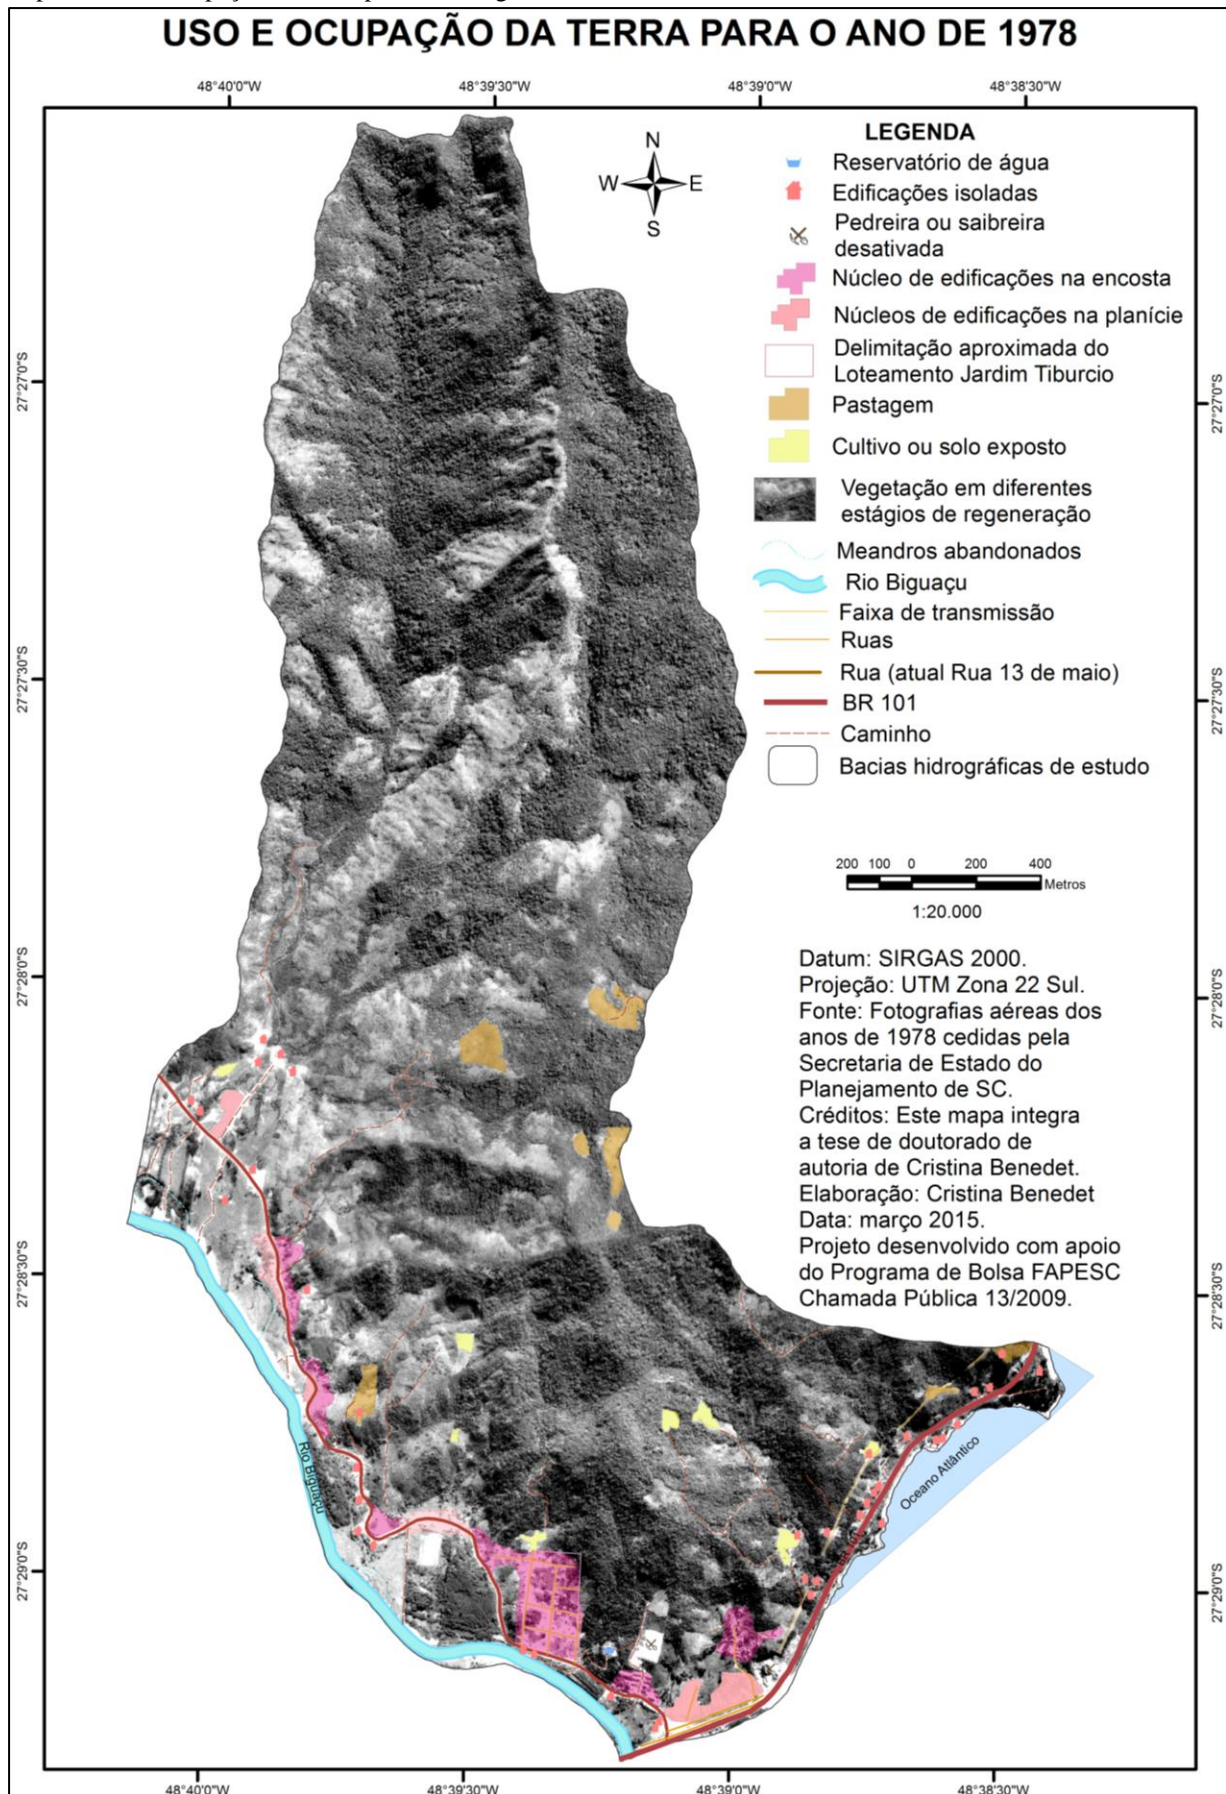 USO E OCUPAÇÃO DA TERRA PARA O ANO DE 1978
48°40'0"W
48°39'30"W
48°39'0"W
48°38'30"W
N
W
E
S
LEGENDA
Reservatório de água
Edificações isoladas
Pedreira ou saibreira
desativada
Núcleo de edificações na encosta
Núcleos de edificações na planície
Delimitação aproximada do
Loteamento Jardim Tiburcio
Pastagem
Cultivo ou solo exposto
Vegetação em diferentes
estágios de regeneração
Meandros abandonados
Rio Biguaçu
Faixa de transmissão
Ruas
Rua (atual Rua 13 de maio)
BR 101
Caminho
Bacias hidrográficas de estudo
200 100 0 200 400
Metros
1:20.000
Datum: SIRGAS 2000.
Projeção: UTM Zona 22 Sul.
Fonte: Fotografias aéreas dos
anos de 1978 cedidas pela
Secretaria de Estado do
Planejamento de SC.
Créditos: Este mapa integra
a tese de doutorado de
autoria de Cristina Benedet.
Elaboração: Cristina Benedet
Data: março 2015.
Projeto desenvolvido com apoio
do Programa de Bolsa FAPESC
Chamada Pública 13/2009.
27°27'0"S
27°27'30"S
27°28'0"S
27°28'30"S
27°29'0"S
27°27'0"S
27°27'30"S
27°28'0"S
27°28'30"S
27°29'0"S
Rio Biguaçu
Oceano Atlântico
48°40'0"W
48°39'30"W
48°39'0"W
48°38'30"W